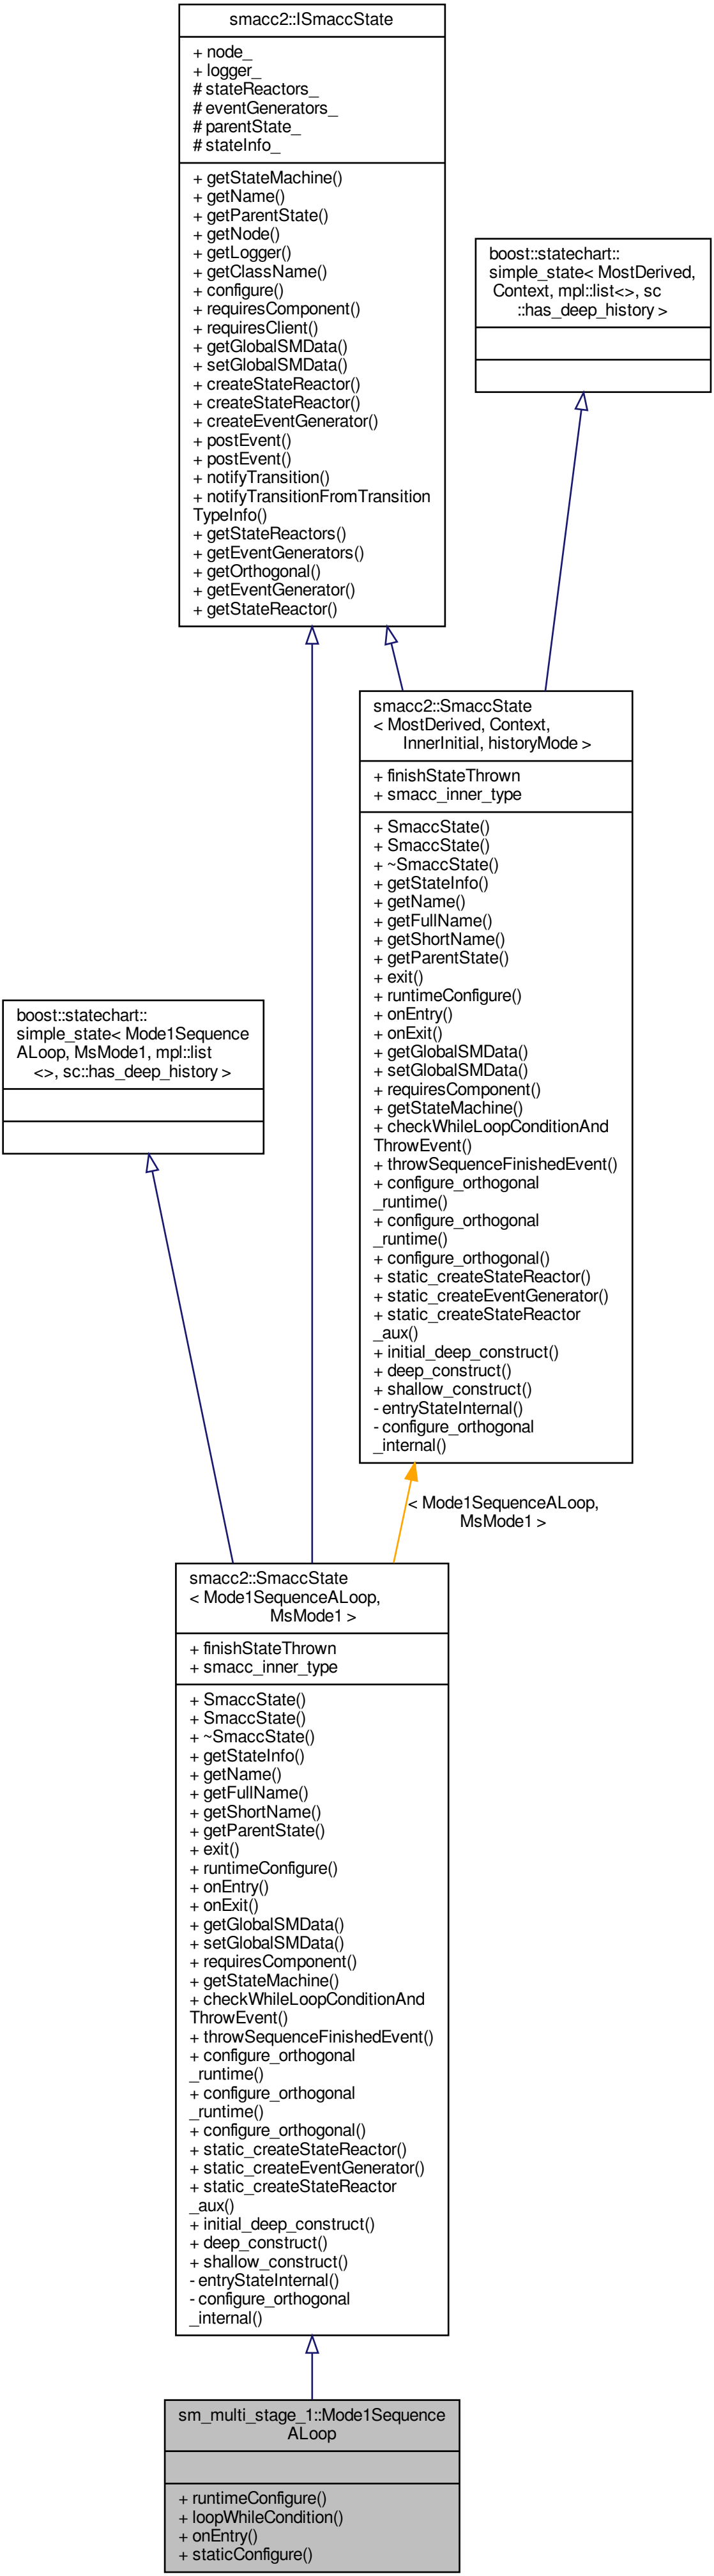 smacc2::ISmaccState
+ node_
+ logger_
# stateReactors_
# eventGenerators_
# parentState_
# stateInfo_
+ getStateMachine()
+ getName()
+ getParentState()
+ getNode()
+ getLogger()
+ getClassName()
+ configure()
+ requiresComponent()
+ requiresClient()
+ getGlobalSMData()
+ setGlobalSMData()
+ createStateReactor()
+ createStateReactor()
+ createEventGenerator()
+ postEvent()
+ postEvent()
+ notifyTransition()
+ notifyTransitionFromTransition
TypeInfo()
+ getStateReactors()
+ getEventGenerators()
+ getOrthogonal()
+ getEventGenerator()
+ getStateReactor()
boost::statechart::
simple_state< MostDerived,
Context, mpl::list<>, sc
::has_deep_history >
smacc2::SmaccState
< MostDerived, Context,
InnerInitial, historyMode >
+ finishStateThrown
+ smacc_inner_type
+ SmaccState()
+ SmaccState()
+ ~SmaccState()
+ getStateInfo()
+ getName()
+ getFullName()
+ getShortName()
+ getParentState()
+ exit()
+ runtimeConfigure()
+ onEntry()
+ onExit()
+ getGlobalSMData()
+ setGlobalSMData()
+ requiresComponent()
+ getStateMachine()
+ checkWhileLoopConditionAnd
ThrowEvent()
+ throwSequenceFinishedEvent()
+ configure_orthogonal
_runtime()
+ configure_orthogonal
_runtime()
+ configure_orthogonal()
+ static_createStateReactor()
+ static_createEventGenerator()
+ static_createStateReactor
_aux()
+ initial_deep_construct()
+ deep_construct()
+ shallow_construct()
- entryStateInternal()
- configure_orthogonal
_internal()
boost::statechart::
simple_state< Mode1Sequence
ALoop, MsMode1, mpl::list
<>, sc::has_deep_history >
< Mode1SequenceALoop,
MsMode1 >
smacc2::SmaccState
< Mode1SequenceALoop,
MsMode1 >
+ finishStateThrown
+ smacc_inner_type
+ SmaccState()
+ SmaccState()
+ ~SmaccState()
+ getStateInfo()
+ getName()
+ getFullName()
+ getShortName()
+ getParentState()
+ exit()
+ runtimeConfigure()
+ onEntry()
+ onExit()
+ getGlobalSMData()
+ setGlobalSMData()
+ requiresComponent()
+ getStateMachine()
+ checkWhileLoopConditionAnd
ThrowEvent()
+ throwSequenceFinishedEvent()
+ configure_orthogonal
_runtime()
+ configure_orthogonal
_runtime()
+ configure_orthogonal()
+ static_createStateReactor()
+ static_createEventGenerator()
+ static_createStateReactor
_aux()
+ initial_deep_construct()
+ deep_construct()
+ shallow_construct()
- entryStateInternal()
- configure_orthogonal
_internal()
sm_multi_stage_1::Mode1Sequence
ALoop
+ runtimeConfigure()
+ loopWhileCondition()
+ onEntry()
+ staticConfigure()